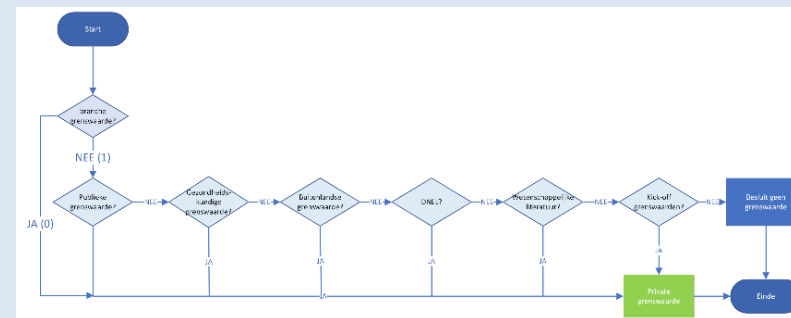 Start
branche
grenswaarde?
NEE (1)
Publieke
grenswaarde?
NEE
Gezondheids-
kundige
grenswaarde?
NEE
Buitenlandse
grenswaarde?
NEE
DNEL?
NEE
Wetenschappelijke
literatuur?
NEE
Kick-off
grenswaarden?
NEE
Besluit geen
grenswaarde
JA (0)
JA
JA
JA
JA
JA
JA
Private
grenswaarde
Einde